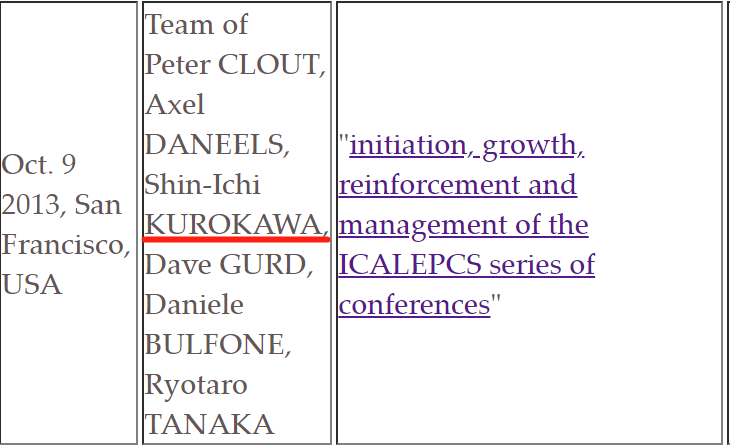 Oct. 9
2013, San
Francisco,
USA
Team of
Peter CLOUT,
Axel
DANEELS,
Shin-Ichi
KUROKAWA,
Dave GURD,
Daniele
BULFONE,
Ryotaro
TANAKA
"initiation, growth,
reinforcement and
management of the
ICALEPCS series of
conferences"